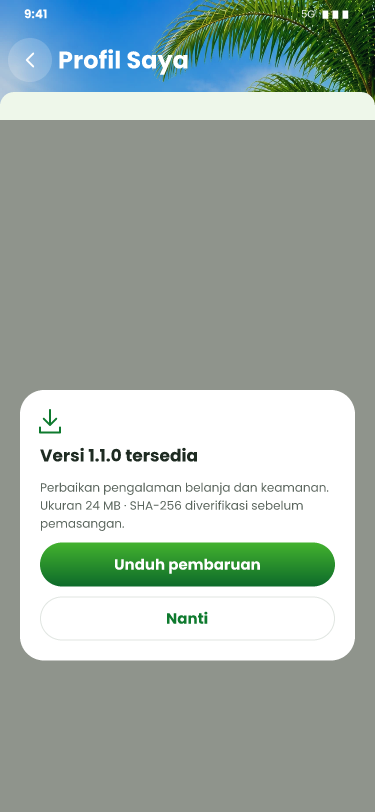 9:41
5G
Profil Saya
Versi 1.1.0 tersedia
Perbaikan pengalaman belanja dan keamanan.
Ukuran 24 MB · SHA-256 diverifikasi sebelum
pemasangan.
Unduh pembaruan
Nanti